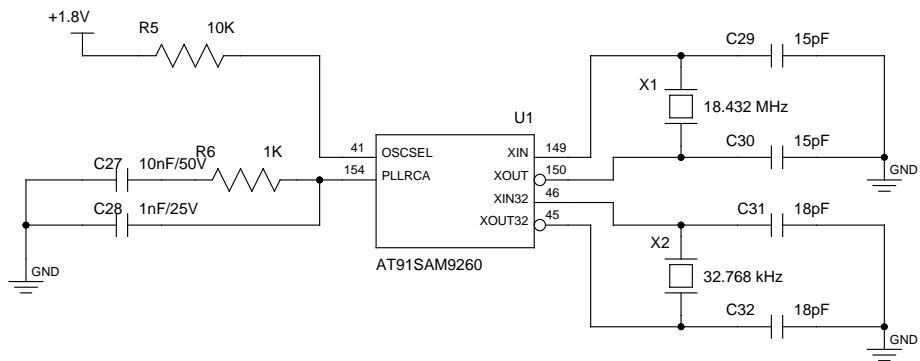 +1.8V
R5 10K
C29 15pF
X1
18.432 MHz
U1
41 OSCSEL XIN 149
C30 15pF
C27 10nF/50V R6 1K
154 PLLRCA XOUT 150
GND
XIN32 46
C28 1nF/25V
XOUT32 45
C31 18pF
X2
AT91SAM9260
GND
32.768 kHz
C32 18pF
GND